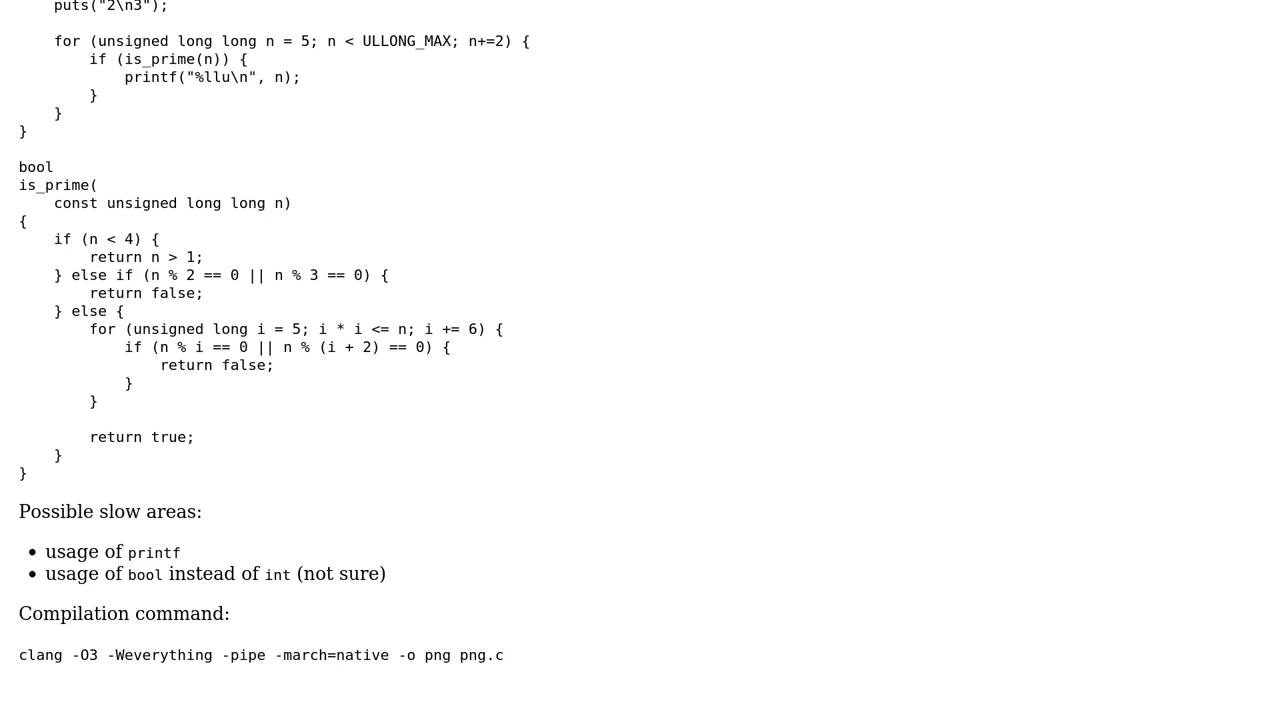 puts("2\n3");

    for (unsigned long long n = 5; n < ULLONG_MAX; n+=2) {
        if (is_prime(n)) {
            printf("%llu\n", n);
        }
    }
}

bool
is_prime(
    const unsigned long long n)
{
    if (n < 4) {
        return n > 1;
    } else if (n % 2 == 0 || n % 3 == 0) {
        return false;
    } else {
        for (unsigned long i = 5; i * i <= n; i += 6) {
            if (n % i == 0 || n % (i + 2) == 0) {
                return false;
            }
        }

        return true;
    }
}
Possible slow areas:
• usage of printf
• usage of bool instead of int (not sure)
Compilation command:
clang -O3 -Weverything -pipe -march=native -o png png.c